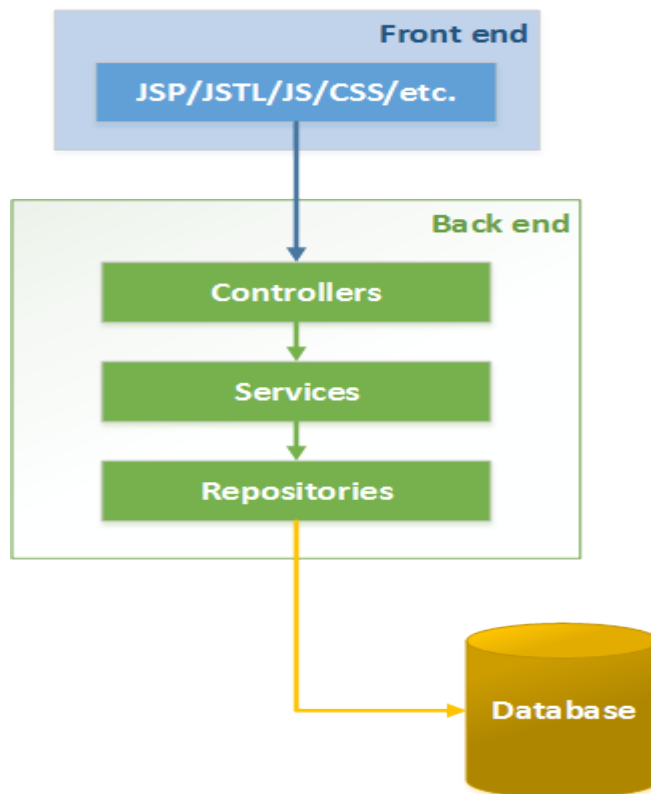 Front end
JSP/JSTL/JS/CSS/etc.
Back end
Controllers
Services
Repositories
Database